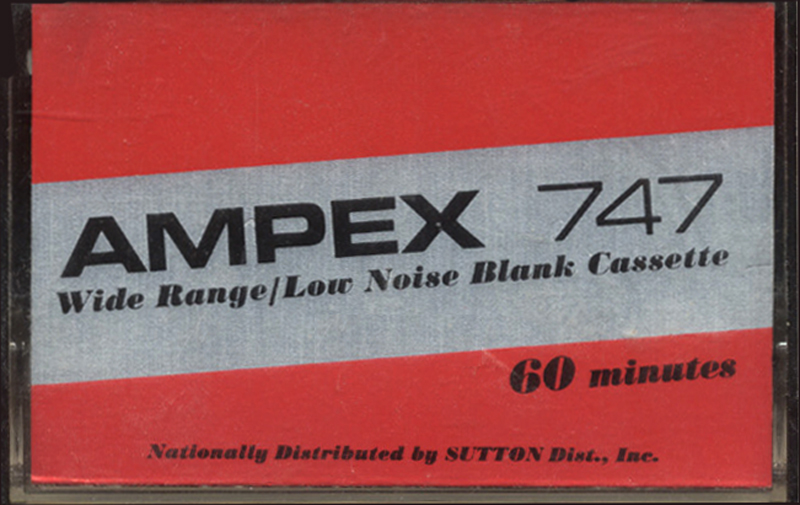 AMPEX 747
Wide Range/Low Noise Blank Cassette
60 minutes
Nationally Distributed by SUTTON Dist., Inc.